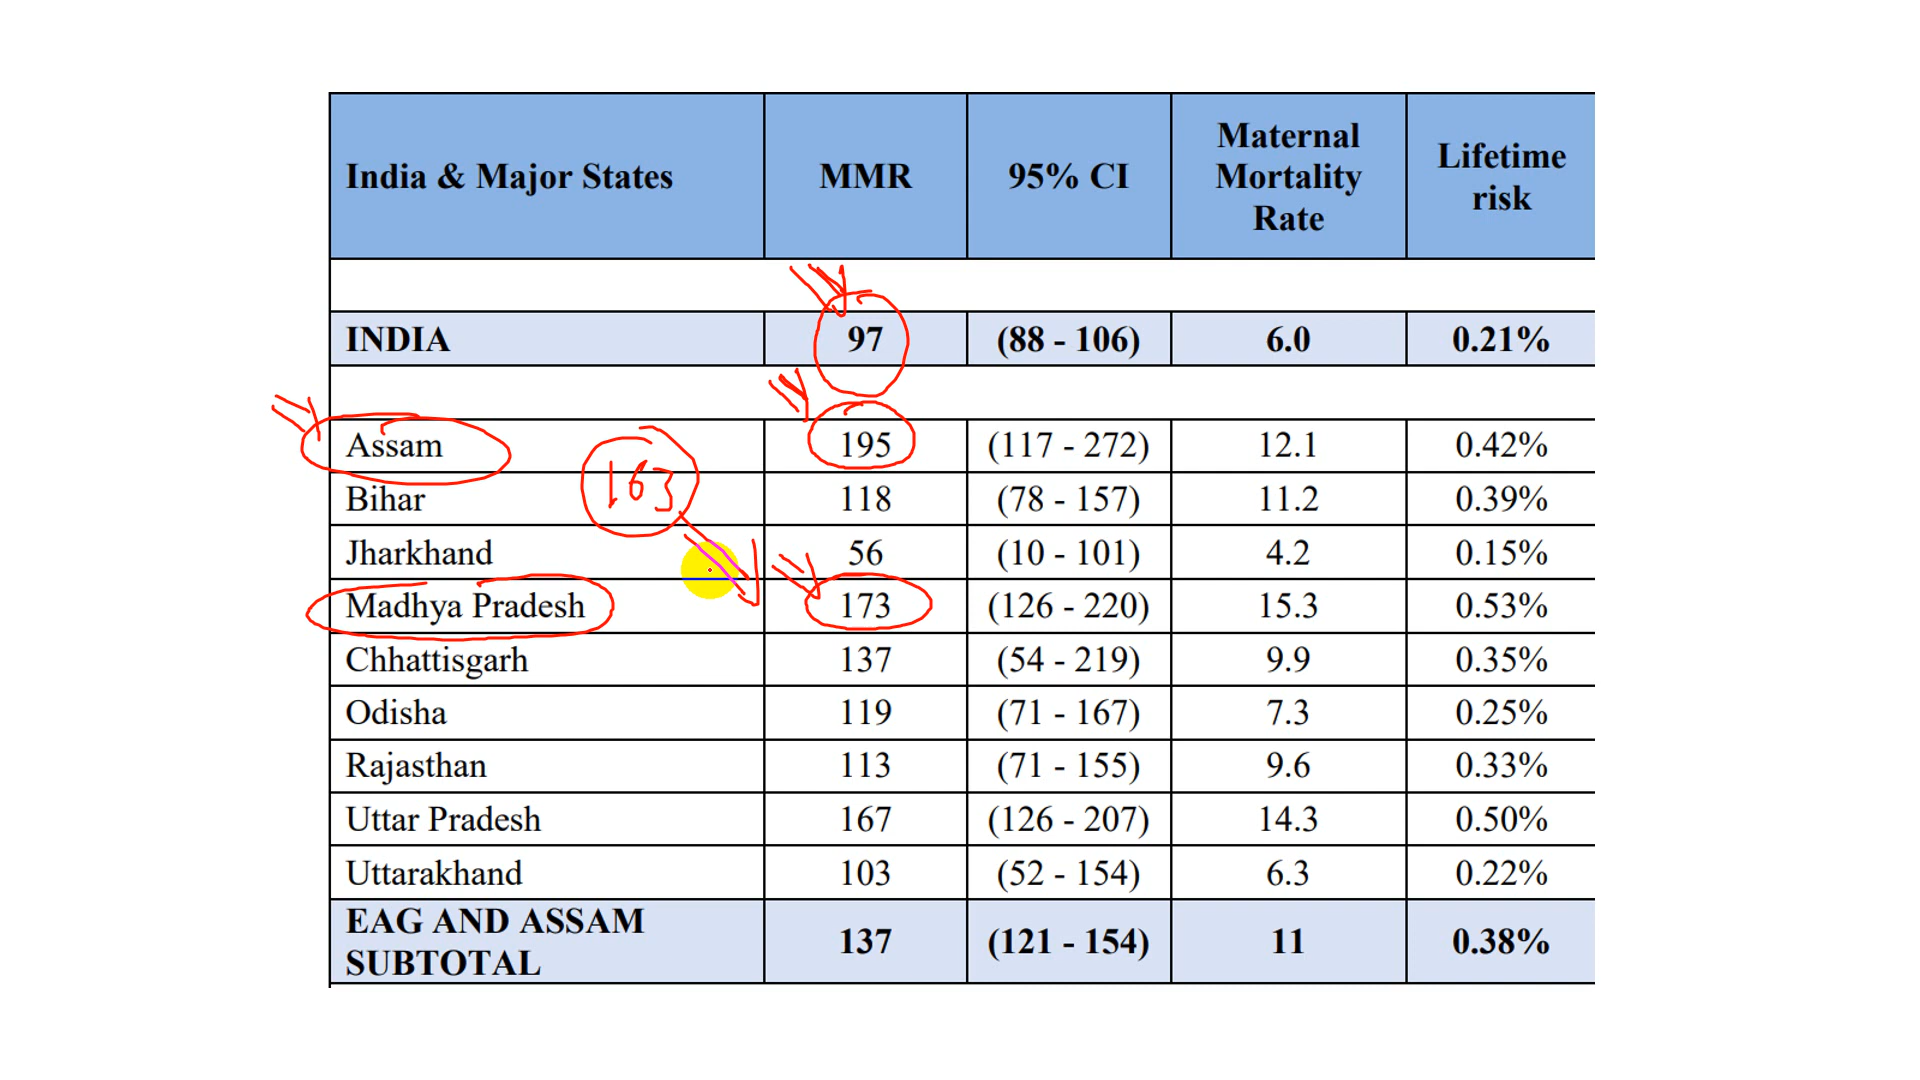 India & Major States MMR 95% CI Maternal Mortality Rate Lifetime risk
INDIA 97 (88 - 106) 6.0 0.21%
Assam 195 (117 - 272) 12.1 0.42%
163
Bihar 118 (78 - 157) 11.2 0.39%
Jharkhand 56 (10 - 101) 4.2 0.15%
Madhya Pradesh 173 (126 - 220) 15.3 0.53%
Chhattisgarh 137 (54 - 219) 9.9 0.35%
Odisha 119 (71 - 167) 7.3 0.25%
Rajasthan 113 (71 - 155) 9.6 0.33%
Uttar Pradesh 167 (126 - 207) 14.3 0.50%
Uttarakhand 103 (52 - 154) 6.3 0.22%
EAG AND ASSAM SUBTOTAL 137 (121 - 154) 11 0.38%